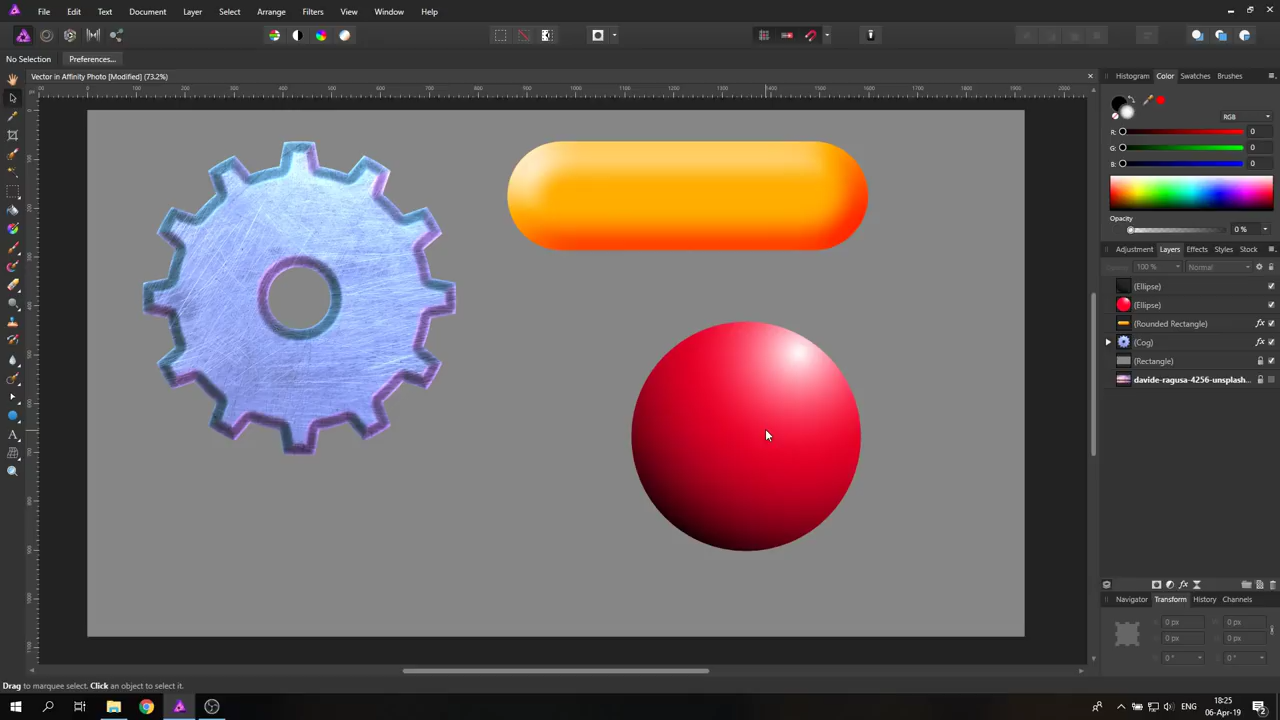 File Edit Text Document Layer Select Arrange Filters View Window Help
No Selection Preferences...
Vector in Affinity Photo [Modified] (73.2%)
Histogram Color Swatches Brushes
RGB
R: 0
G: 0
B: 0
Opacity
0 %
Adjustment Layers Effects Styles Stock
100 % Normal
(Ellipse)
(Ellipse)
(Rounded Rectangle) fx
(Cog) fx
(Rectangle)
davide-ragusa-4256-unsplash...
Navigator Transform History Channels
0 px 0 px
0 px 0 px
0 ° 0 °
Drag to marquee select. Click an object to select it.
ENG 18:25
06-Apr-19